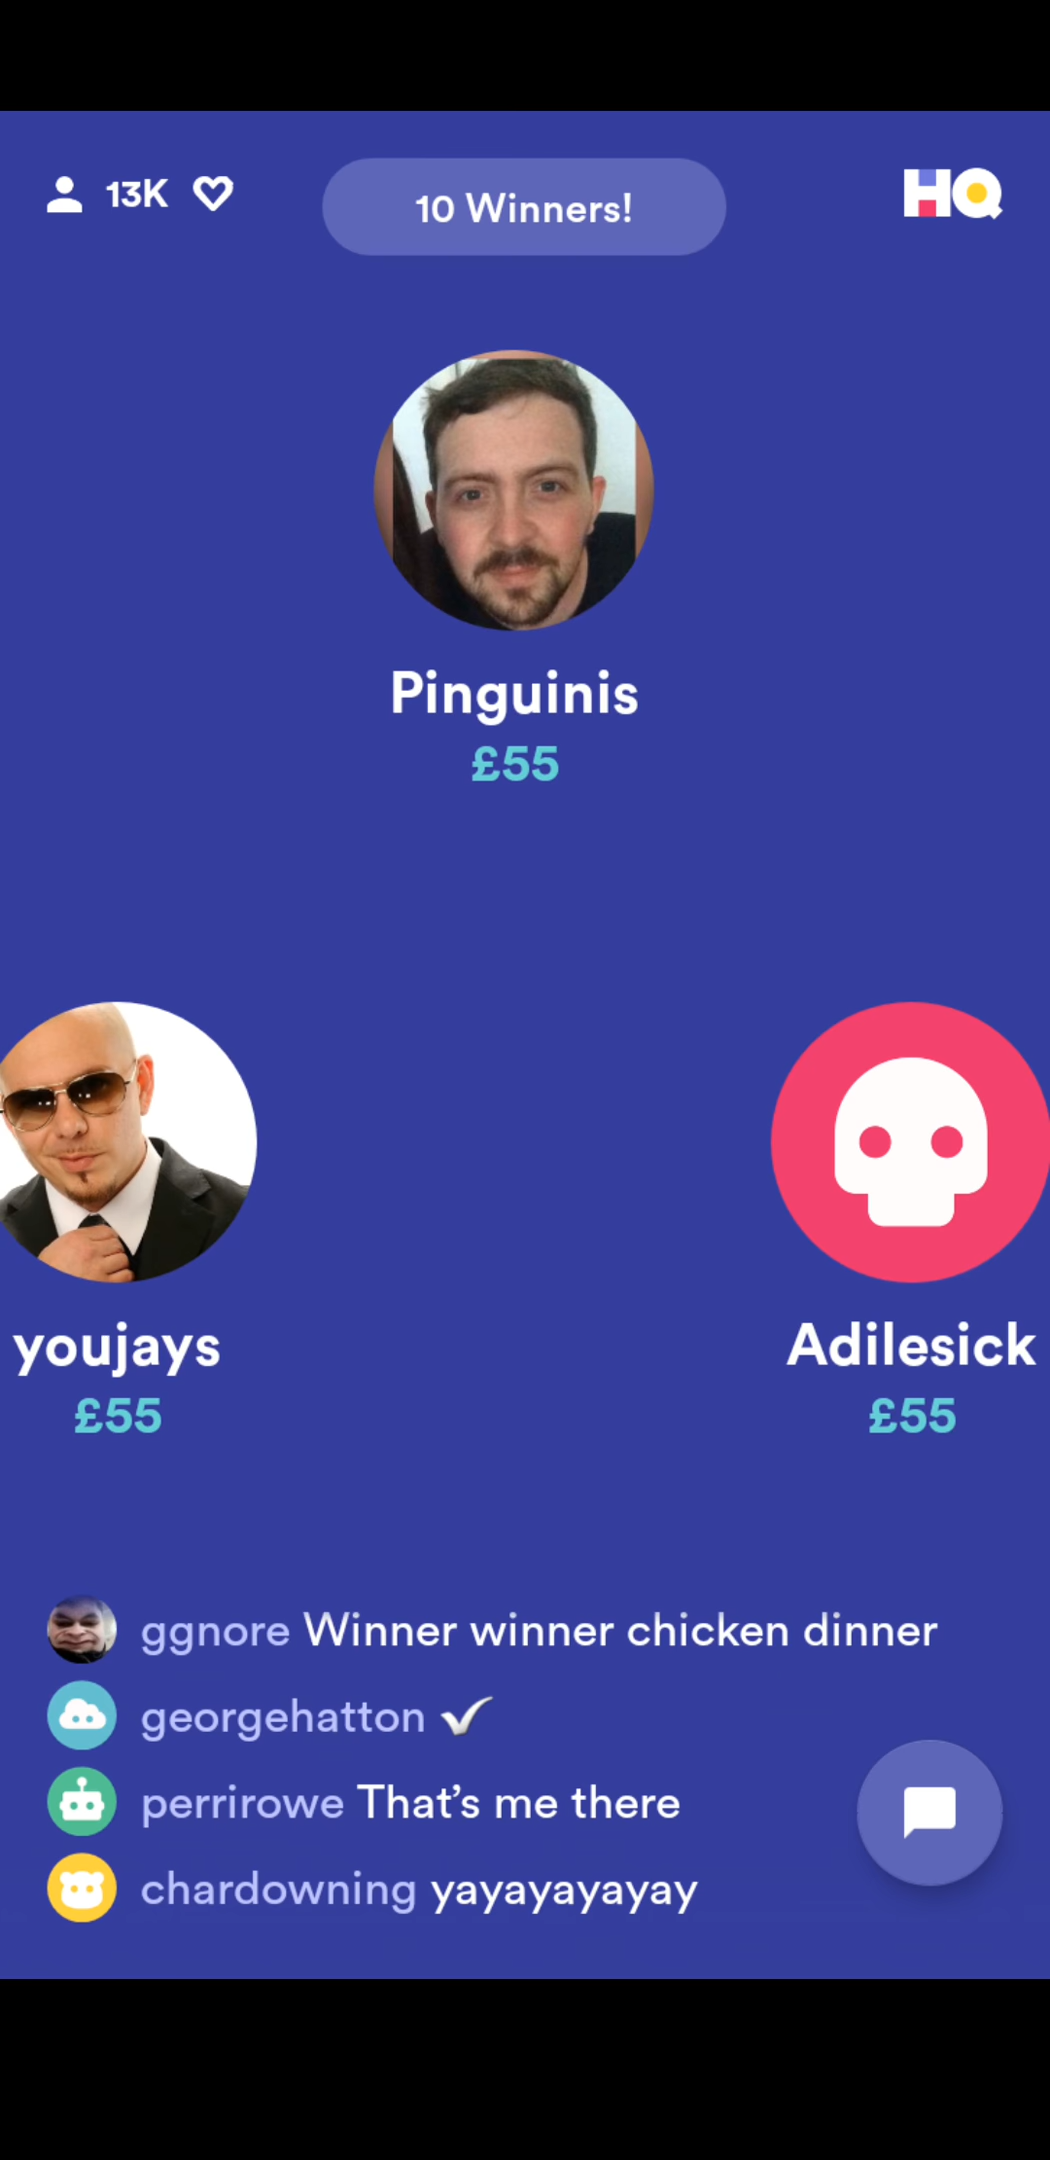 13K
10 Winners!
HQ
Pinguinis
£55
youjays
£55
Adilesick
£55
ggnore Winner winner chicken dinner
georgehatton ✓
perrirowe That’s me there
chardowning yayayayayay